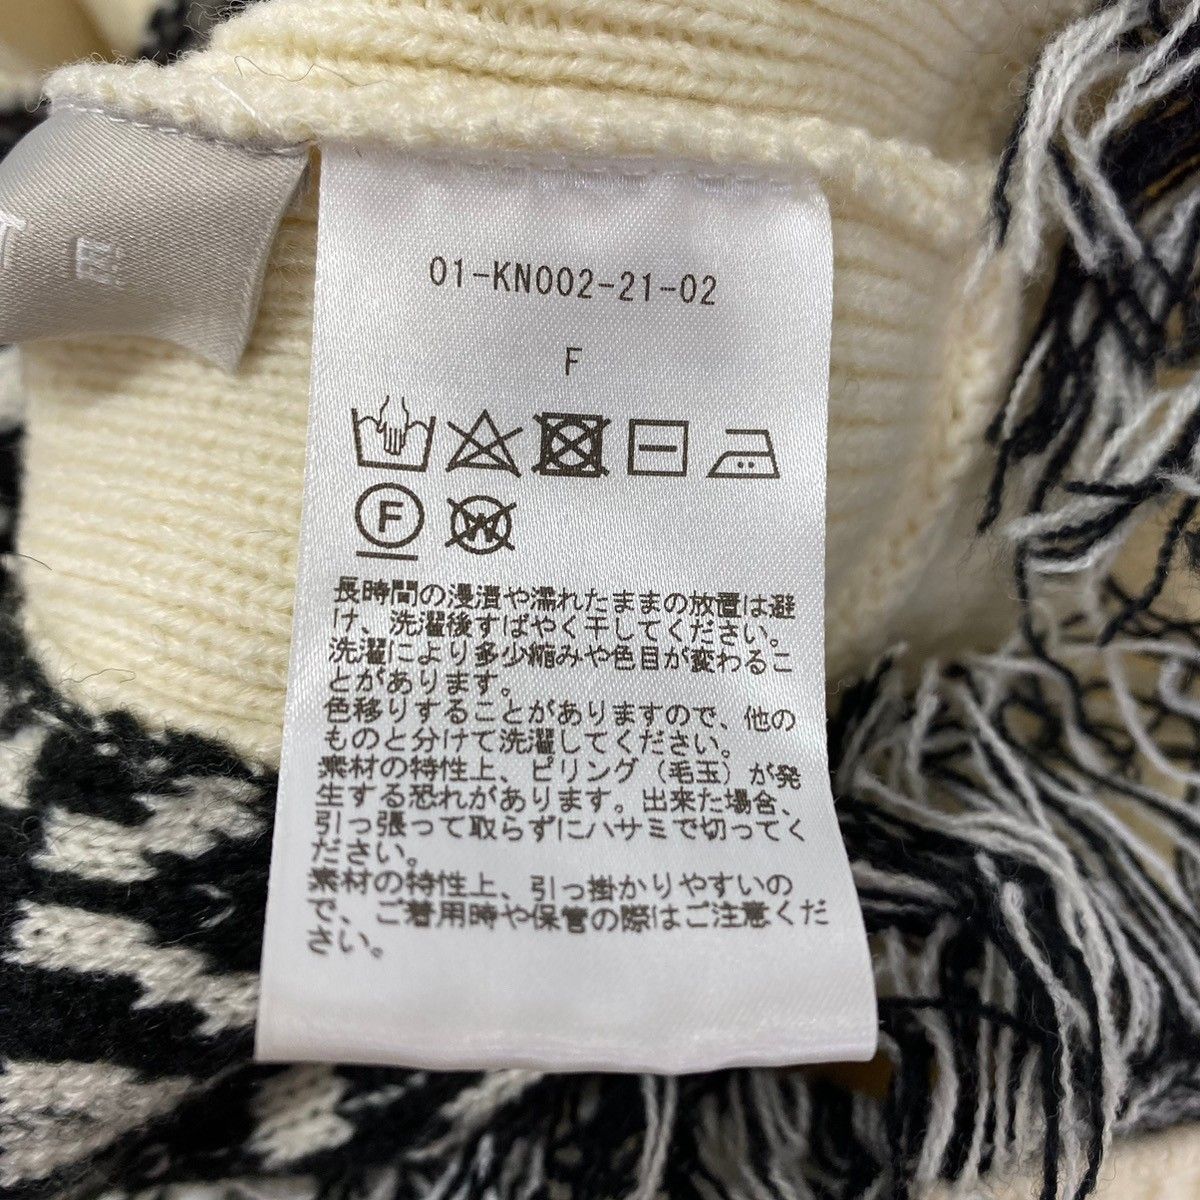 01-KN002-21-02
F
F
W
長時間の浸漬や濡れたままの放置は避
け、洗濯後すばやく干してください。
洗濯により多少縮みや色目が変わるこ
とがあります。
色移りすることがありますので、他の
ものと分けて洗濯してください。
素材の特性上、ピリング（毛玉）が発
生する恐れがあります。出来た場合、
引っ張って取らずにハサミで切ってく
ださい。
素材の特性上、引っ掛かりやすいの
で、ご着用時や保管の際はご注意くだ
さい。